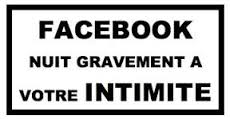 FACEBOOK
NUIT GRAVEMENT A
VOTRE INTIMITE